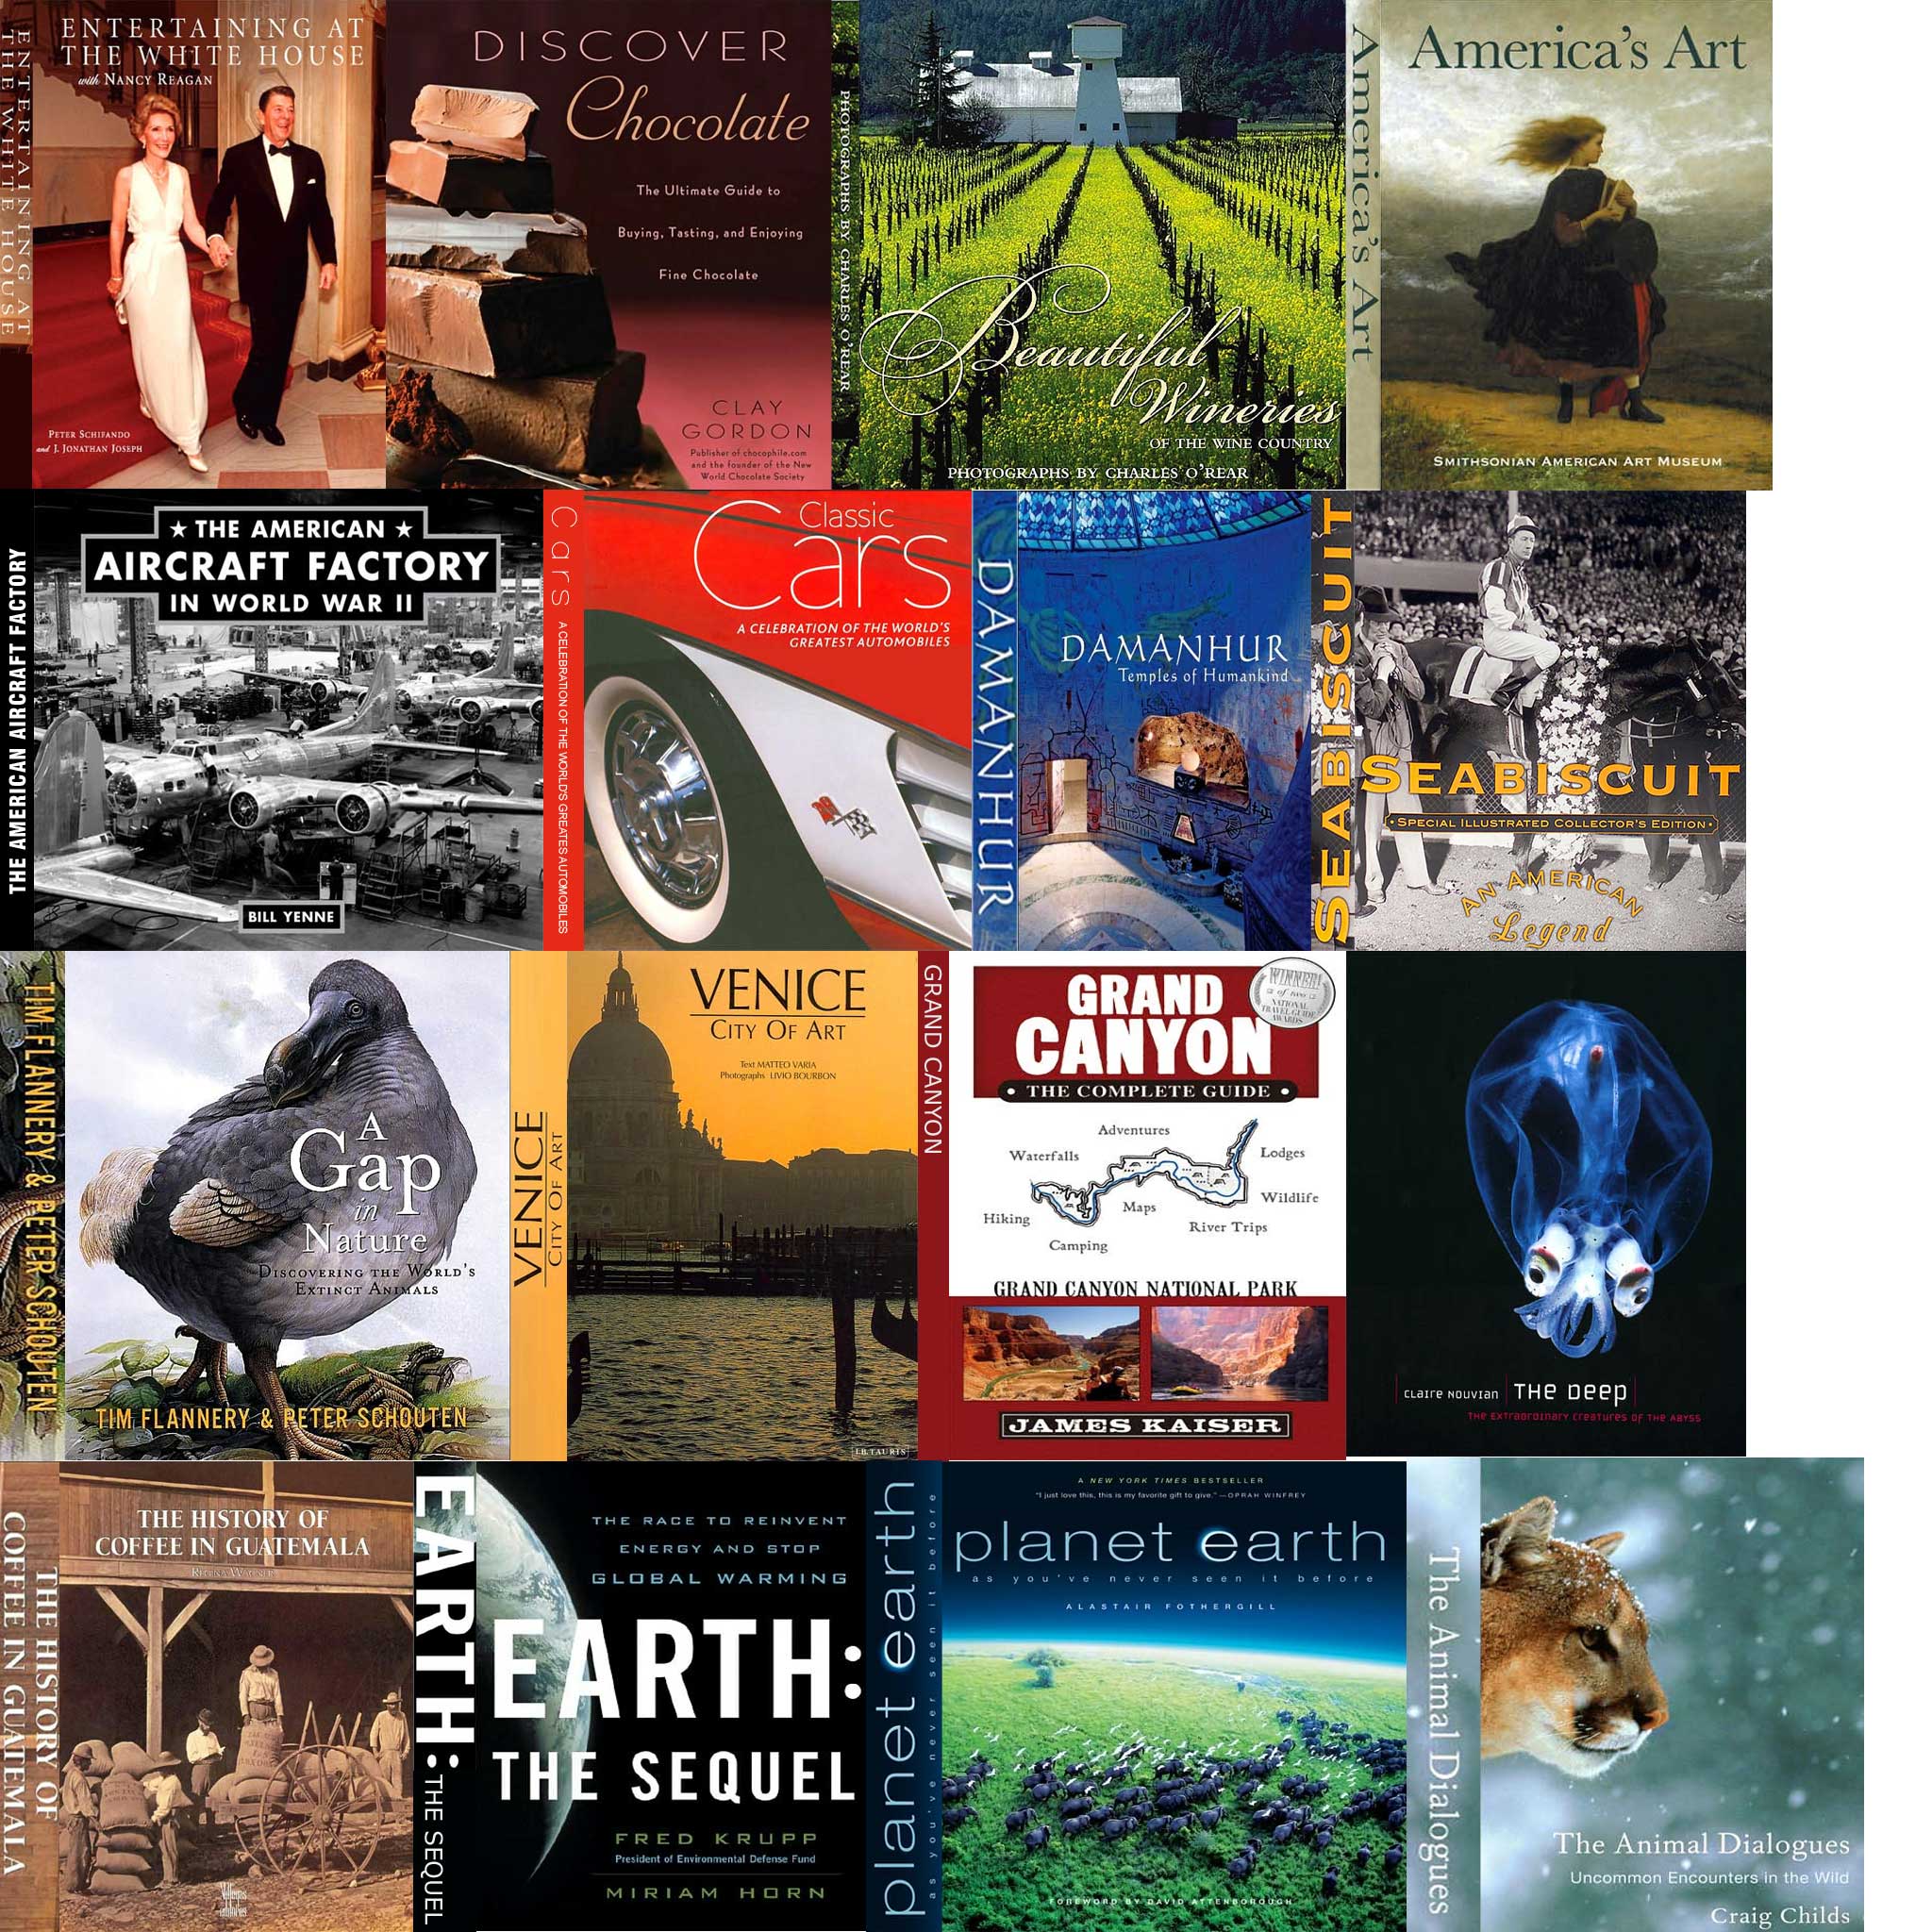 ENTERTAINING AT
THE WHITE HOUSE
ENTERTAINING AT
THE WHITE HOUSE
with NANCY REAGAN
PETER SCHIFANDO
and J. JONATHAN JOSEPH
DISCOVER
Chocolate
The Ultimate Guide to
Buying, Tasting, and Enjoying
Fine Chocolate
CLAY
GORDON
Publisher of chocophile.com
and the founder of the New
World Chocolate Society
PHOTOGRAPHS BY CHARLES O'REAR
Beautiful
Wineries
OF THE WINE COUNTRY
PHOTOGRAPHS BY CHARLES O'REAR
America's Art
America's Art
SMITHSONIAN AMERICAN ART MUSEUM
THE AMERICAN AIRCRAFT FACTORY
THE AMERICAN
AIRCRAFT FACTORY
IN WORLD WAR II
BILL YENNE
Cars A CELEBRATION OF THE WORLD'S GREATES AUTOMOBILES
Classic
Cars
A CELEBRATION OF THE WORLD'S
GREATEST AUTOMOBILES
DAMANHUR
DAMANHUR
Temples of Humankind
SEABISCUIT
SEABISCUIT
• SPECIAL ILLUSTRATED COLLECTOR'S EDITION •
AN AMERICAN
Legend
TIM FLANNERY & PETER SCHOUTEN
A
Gap
in
Nature
DISCOVERING THE WORLD'S
EXTINCT ANIMALS
TIM FLANNERY & PETER SCHOUTEN
VENICE
CITY OF ART
VENICE
CITY OF ART
Text MATTEO VARIA
Photographs LIVIO BOURBON
I.B.TAURIS
GRAND CANYON
GRAND
CANYON
WINNER!
of two
NATIONAL
TRAVEL GUIDE
AWARDS
• THE COMPLETE GUIDE •
Adventures
Waterfalls
Lodges
Wildlife
Maps
Hiking
River Trips
Camping
GRAND CANYON NATIONAL PARK
JAMES KAISER
CLAIRE NOUVIAN THE DEEP
THE EXTRAORDINARY CREATURES OF THE ABYSS
THE HISTORY OF
COFFEE IN GUATEMALA
THE HISTORY OF
COFFEE IN GUATEMALA
REGINA WAGNER
EARTH: THE SEQUEL
THE RACE TO REINVENT
ENERGY AND STOP
GLOBAL WARMING
EARTH:
THE SEQUEL
FRED KRUPP
President of Environmental Defense Fund
MIRIAM HORN
planet earth
as you've never seen it before
A NEW YORK TIMES BESTSELLER
"I just love this, this is my favorite gift to give." —OPRAH WINFREY
planet earth
as you've never seen it before
ALASTAIR FOTHERGILL
FOREWORD BY DAVID ATTENBOROUGH
The Animal Dialogues
The Animal Dialogues
Uncommon Encounters in the Wild
Craig Childs